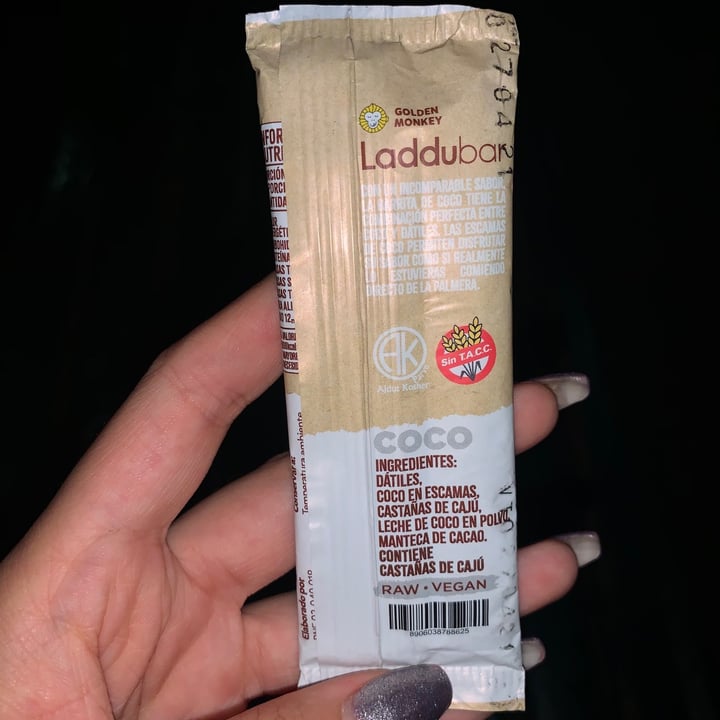 GOLDEN
MONKEY
Laddubar
CON UN INCOMPARABLE SABOR,
LA BARRITA DE COCO TIENE LA
COMBINACIÓN PERFECTA ENTRE
COCO Y DÁTILES. LAS ESCAMAS
DE COCO PERMITEN DISFRUTAR
SU SABOR COMO SI REALMENTE
LO ESTUVIERAS COMIENDO
DIRECTO DE LA PALMERA.
AK
Parve
Ajdut Kosher
Sin T.A.C.C.
COCO
INGREDIENTES:
DÁTILES,
COCO EN ESCAMAS,
CASTAÑAS DE CAJÚ,
LECHE DE COCO EN POLVO,
MANTECA DE CACAO.
CONTIENE
CASTAÑAS DE CAJÚ
RAW • VEGAN
8906038788625
Temperatura ambiente
Elaborado por